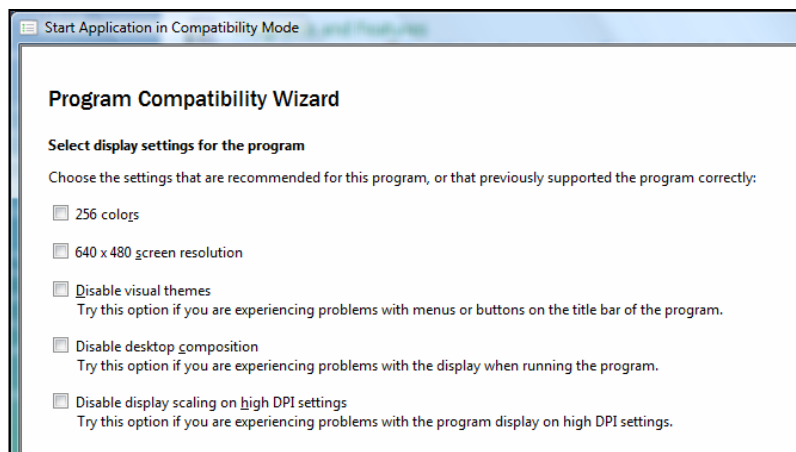 Start Application in Compatibility Mode
and Features
Program Compatibility Wizard
Select display settings for the program
Choose the settings that are recommended for this program, or that previously supported the program correctly:
256 colors
640 x 480 screen resolution
Disable visual themes
Try this option if you are experiencing problems with menus or buttons on the title bar of the program.
Disable desktop composition
Try this option if you are experiencing problems with the display when running the program.
Disable display scaling on high DPI settings
Try this option if you are experiencing problems with the program display on high DPI settings.